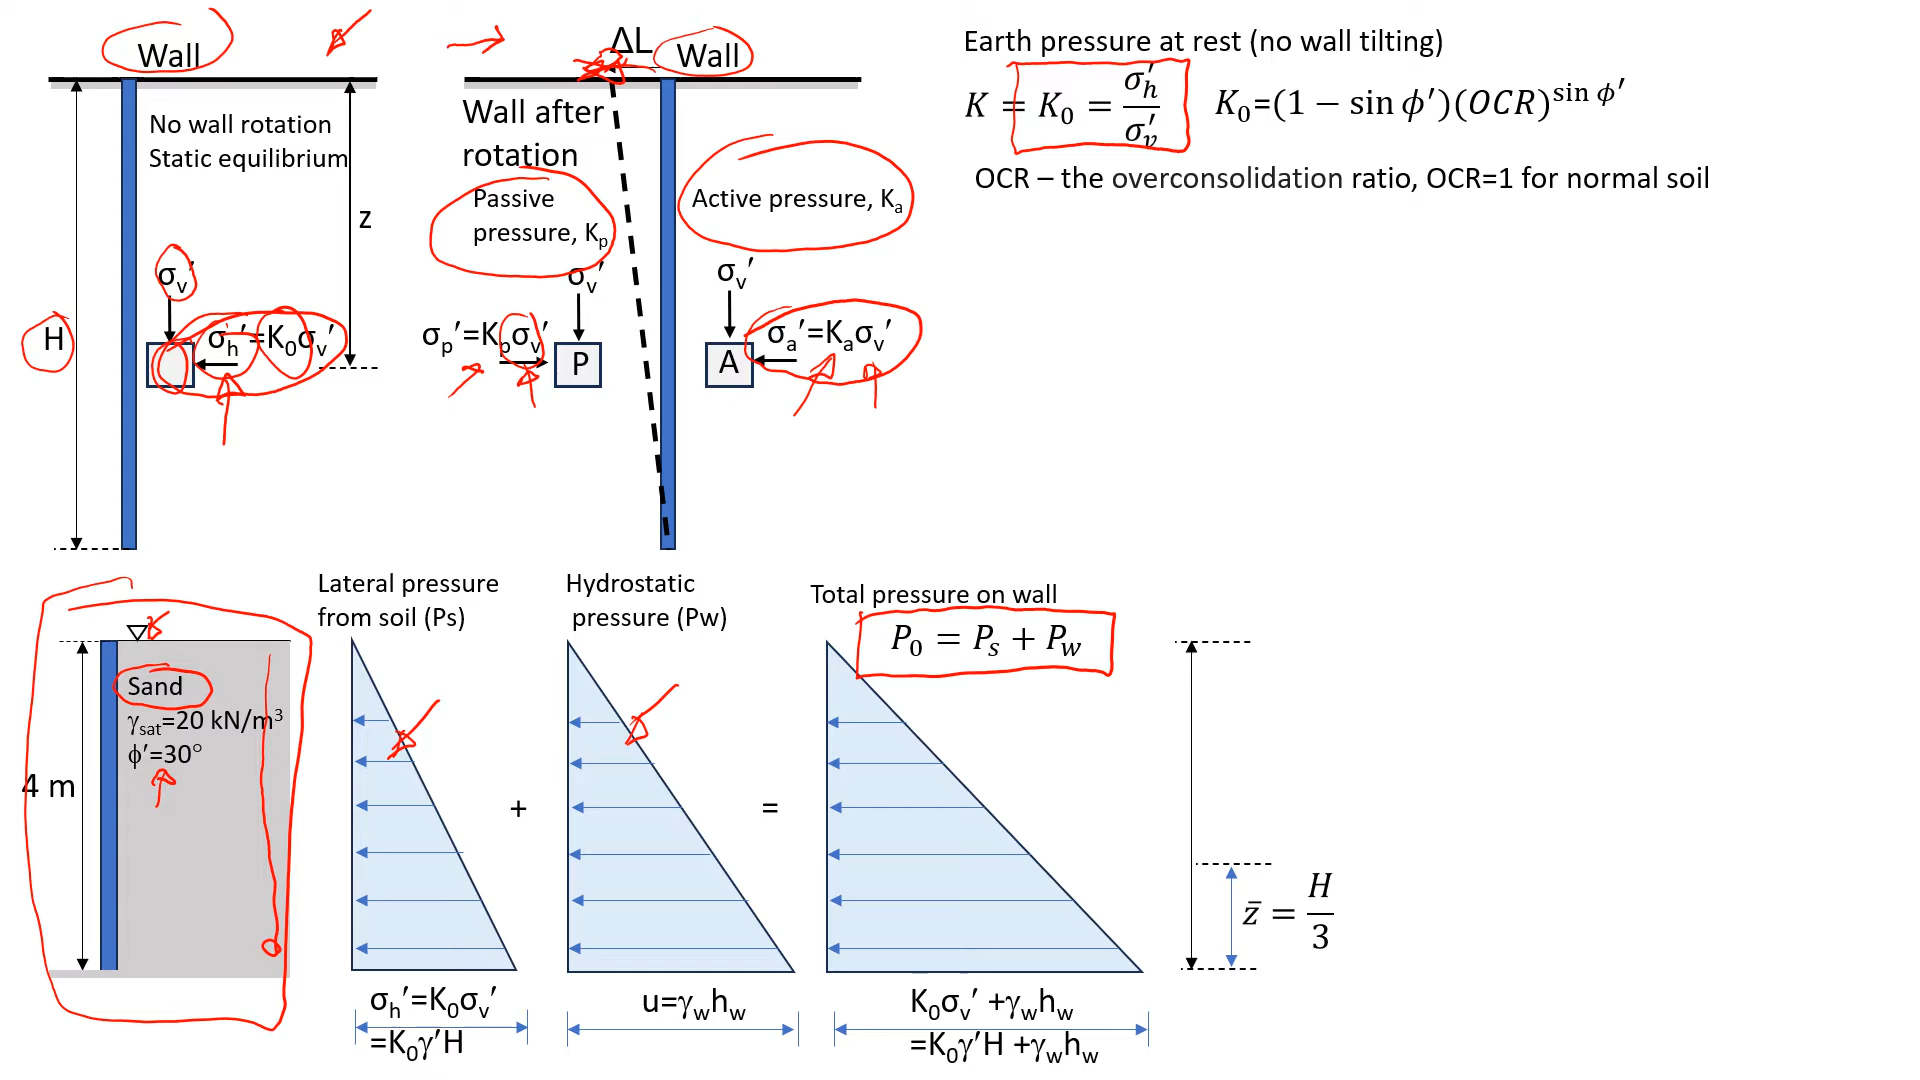 Wall
No wall rotation
Static equilibrium
z
H
σv′
σh′=K0σv′
ΔL
Wall
Wall after
rotation
Passive
pressure, Kp
Active pressure, Ka
σv′
σv′
σp′=Kpσv′
P
A
σa′=Kaσv′
Earth pressure at rest (no wall tilting)
K = K0 = σh′/σv′
K0=(1 − sin ϕ′)(OCR)^sin ϕ′
OCR – the overconsolidation ratio, OCR=1 for normal soil
4 m
Sand
γsat=20 kN/m³
ϕ′=30°
Lateral pressure
from soil (Ps)
σh′=K0σv′
=K0γ′H
+
Hydrostatic
pressure (Pw)
u=γwhw
=
Total pressure on wall
P0 = Ps + Pw
K0σv′ +γwhw
=K0γ′H +γwhw
z̄ = H/3